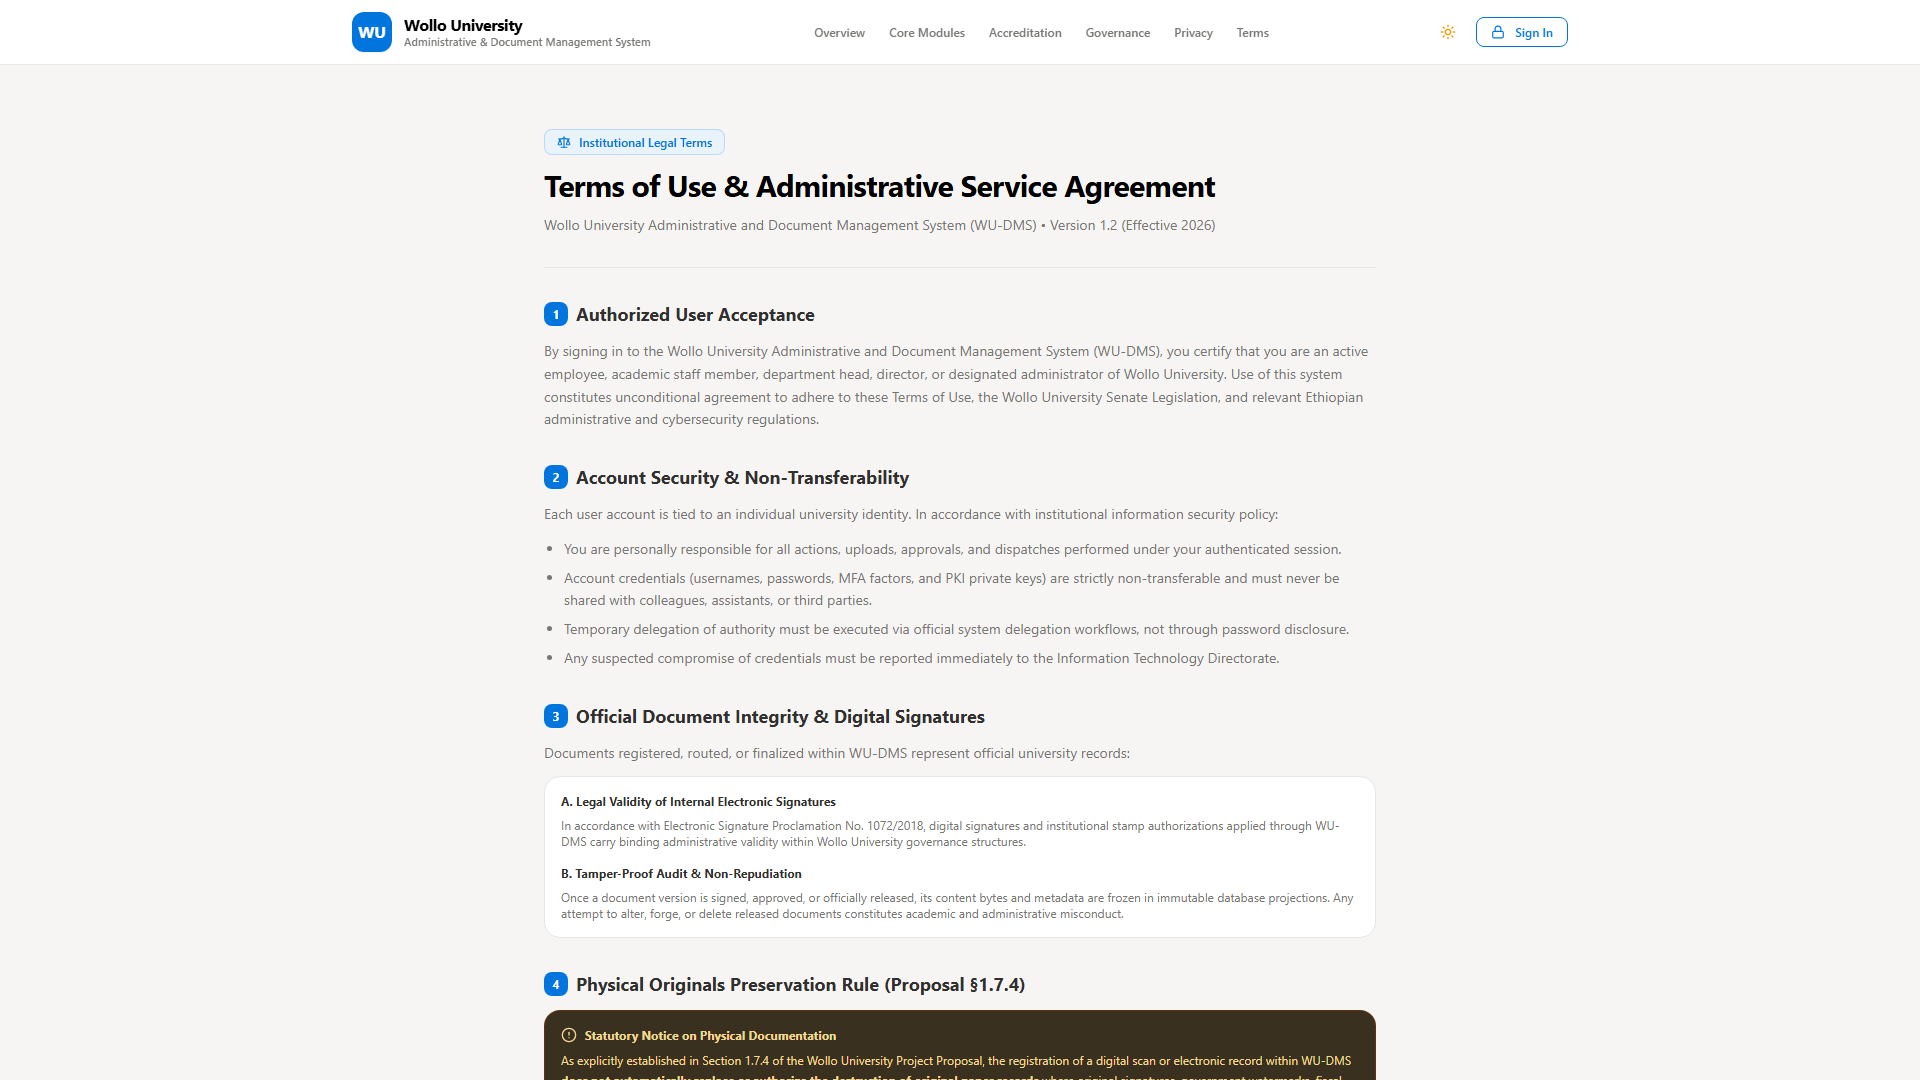 WU
Wollo University
Administrative & Document Management System
Overview
Core Modules
Accreditation
Governance
Privacy
Terms
Sign In
Institutional Legal Terms
Terms of Use & Administrative Service Agreement
Wollo University Administrative and Document Management System (WU-DMS) • Version 1.2 (Effective 2026)
1 Authorized User Acceptance
By signing in to the Wollo University Administrative and Document Management System (WU-DMS), you certify that you are an active
employee, academic staff member, department head, director, or designated administrator of Wollo University. Use of this system
constitutes unconditional agreement to adhere to these Terms of Use, the Wollo University Senate Legislation, and relevant Ethiopian
administrative and cybersecurity regulations.
2 Account Security & Non-Transferability
Each user account is tied to an individual university identity. In accordance with institutional information security policy:
• You are personally responsible for all actions, uploads, approvals, and dispatches performed under your authenticated session.
• Account credentials (usernames, passwords, MFA factors, and PKI private keys) are strictly non-transferable and must never be
shared with colleagues, assistants, or third parties.
• Temporary delegation of authority must be executed via official system delegation workflows, not through password disclosure.
• Any suspected compromise of credentials must be reported immediately to the Information Technology Directorate.
3 Official Document Integrity & Digital Signatures
Documents registered, routed, or finalized within WU-DMS represent official university records:
A. Legal Validity of Internal Electronic Signatures
In accordance with Electronic Signature Proclamation No. 1072/2018, digital signatures and institutional stamp authorizations applied through WU-
DMS carry binding administrative validity within Wollo University governance structures.
B. Tamper-Proof Audit & Non-Repudiation
Once a document version is signed, approved, or officially released, its content bytes and metadata are frozen in immutable database projections. Any
attempt to alter, forge, or delete released documents constitutes academic and administrative misconduct.
4 Physical Originals Preservation Rule (Proposal §1.7.4)
Statutory Notice on Physical Documentation
As explicitly established in Section 1.7.4 of the Wollo University Project Proposal, the registration of a digital scan or electronic record within WU-DMS